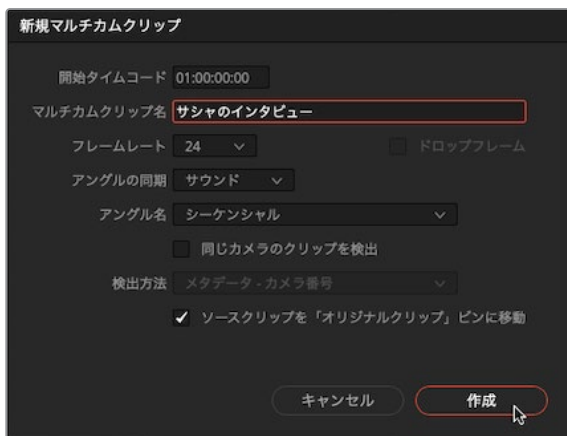 新規マルチカムクリップ
開始タイムコード 01:00:00:00
マルチカムクリップ名 サシャのインタビュー
フレームレート 24 ドロップフレーム
アングルの同期 サウンド
アングル名 シーケンシャル
同じカメラのクリップを検出
検出方法 メタデータ - カメラ番号
ソースクリップを「オリジナルクリップ」ビンに移動
キャンセル 作成